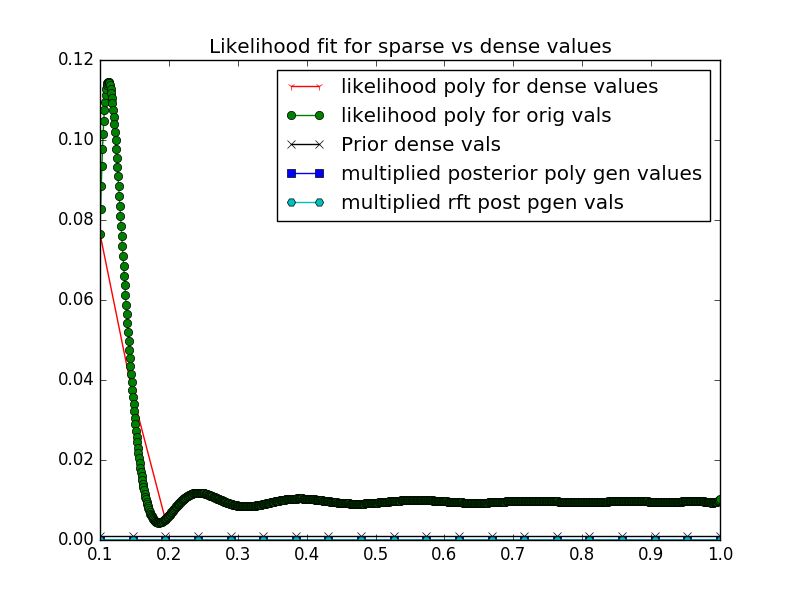 Likelihood fit for sparse vs dense values
likelihood poly for dense values
likelihood poly for orig vals
Prior dense vals
multiplied posterior poly gen values
multiplied rft post pgen vals
0.12
0.10
0.08
0.06
0.04
0.02
0.00
0.1 0.2 0.3 0.4 0.5 0.6 0.7 0.8 0.9 1.0